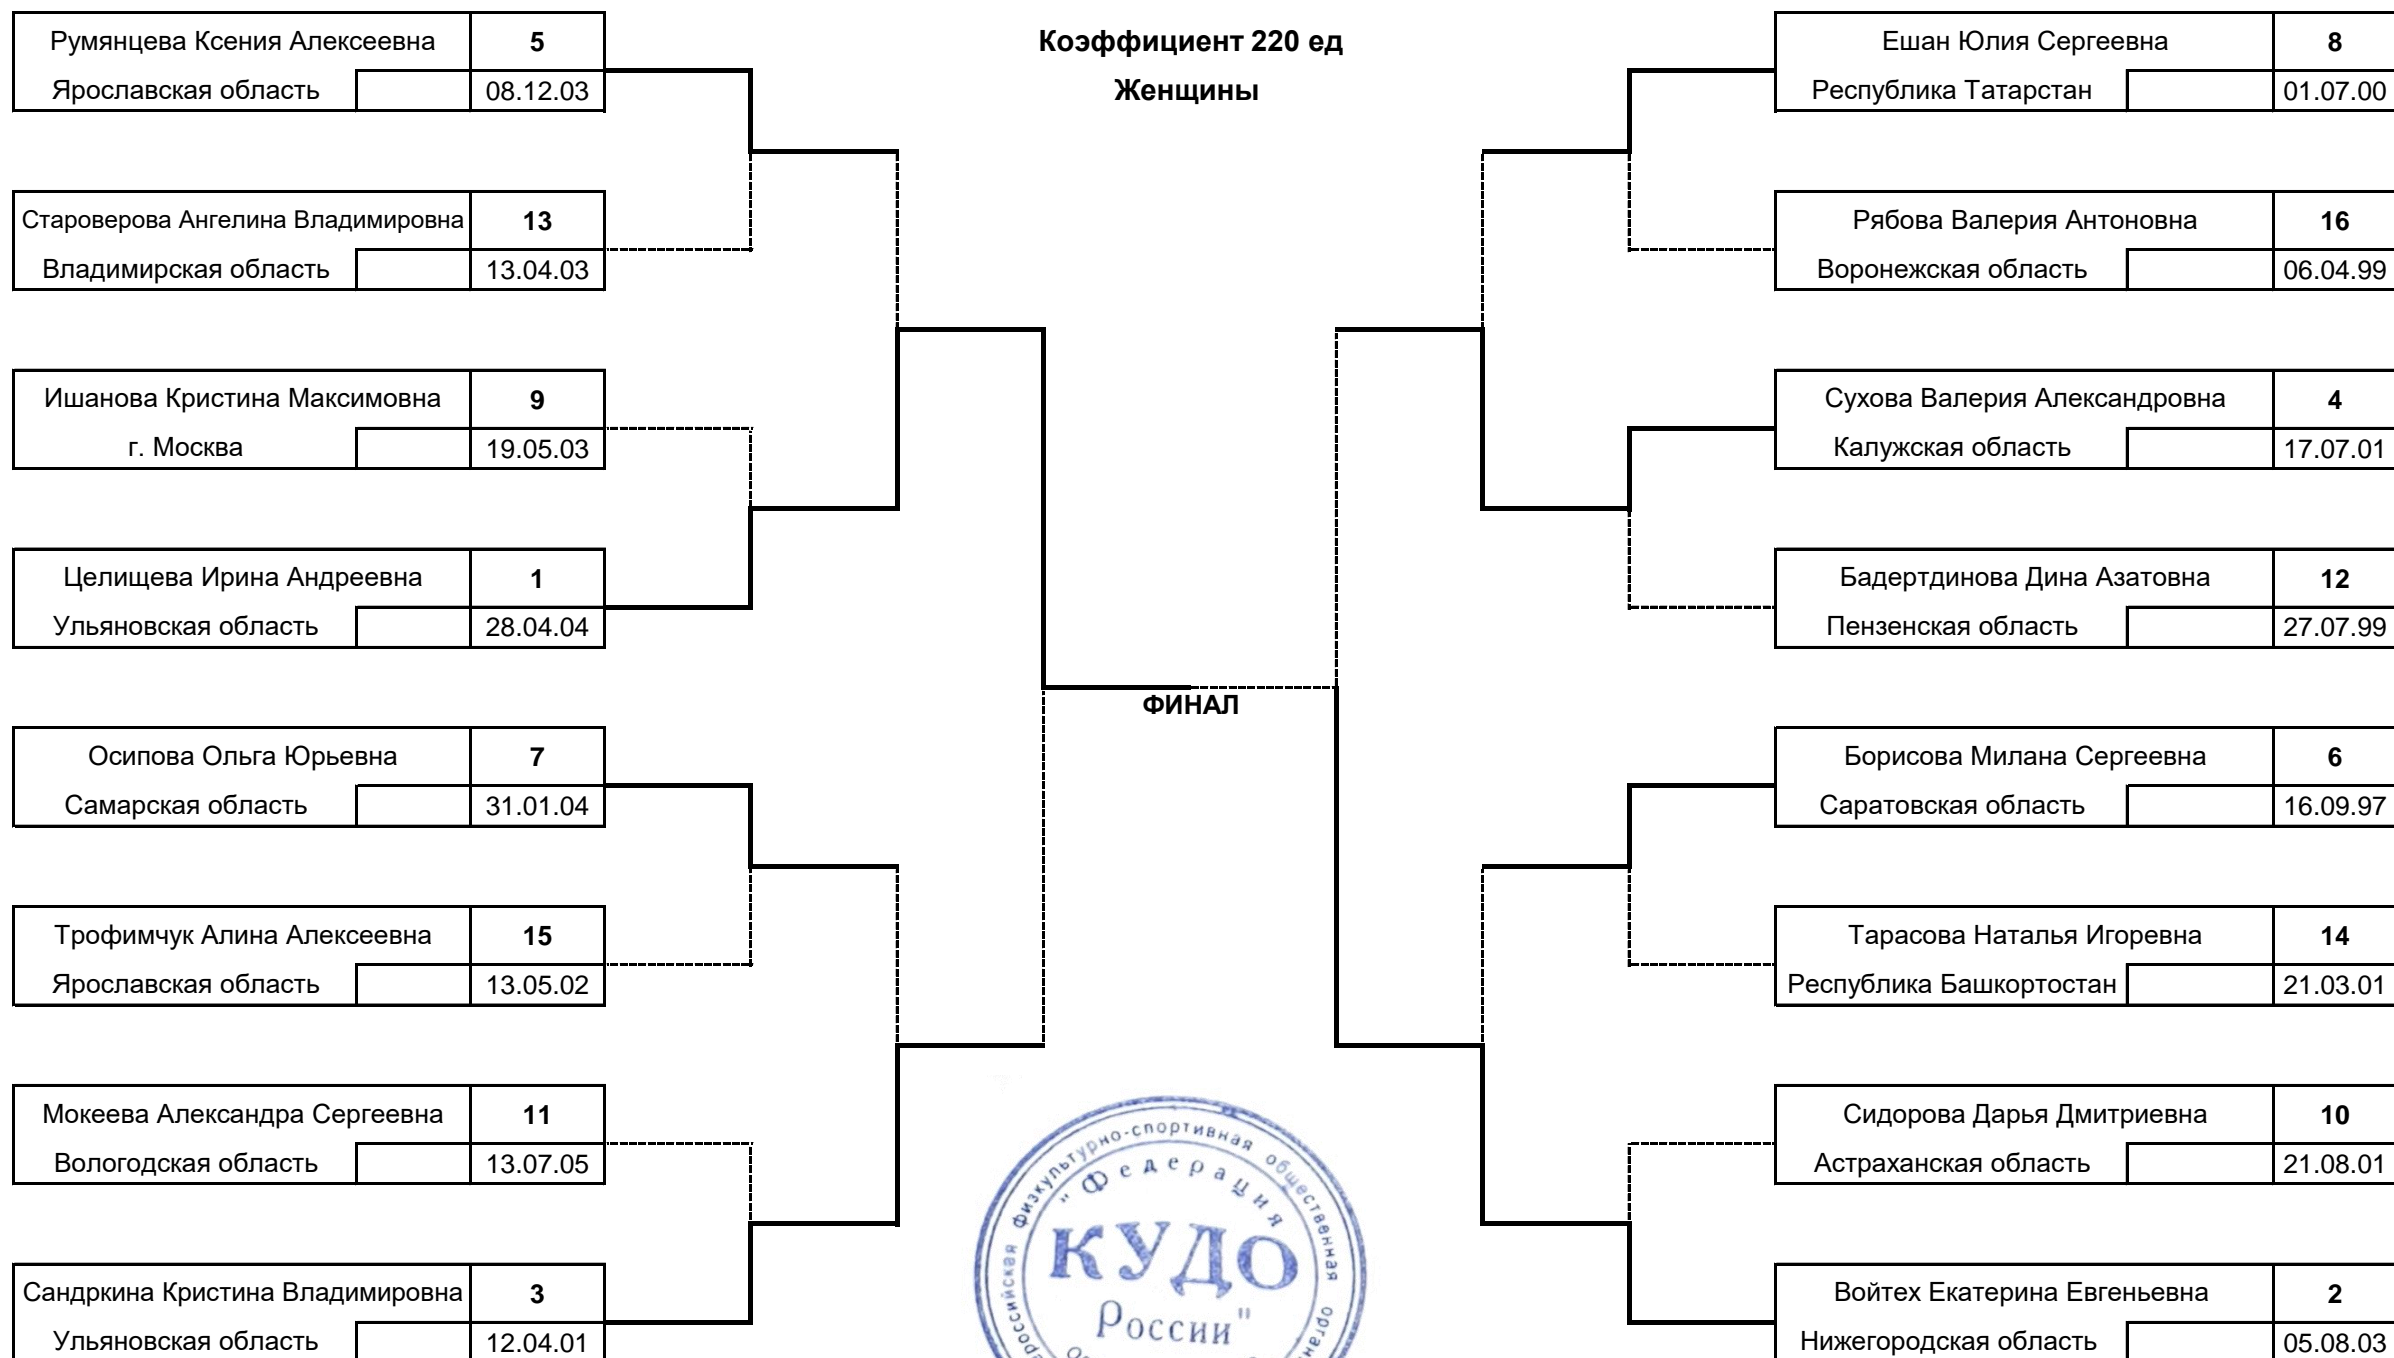 Коэффициент 220 ед
Женщины
Румянцева Ксения Алексеевна 5
Ярославская область 08.12.03
Староверова Ангелина Владимировна 13
Владимирская область 13.04.03
Ишанова Кристина Максимовна 9
г. Москва 19.05.03
Целищева Ирина Андреевна 1
Ульяновская область 28.04.04
Осипова Ольга Юрьевна 7
Самарская область 31.01.04
Трофимчук Алина Алексеевна 15
Ярославская область 13.05.02
Мокеева Александра Сергеевна 11
Вологодская область 13.07.05
Сандркина Кристина Владимировна 3
Ульяновская область 12.04.01
ФИНАЛ
Ешан Юлия Сергеевна 8
Республика Татарстан 01.07.00
Рябова Валерия Антоновна 16
Воронежская область 06.04.99
Сухова Валерия Александровна 4
Калужская область 17.07.01
Бадертдинова Дина Азатовна 12
Пензенская область 27.07.99
Борисова Милана Сергеевна 6
Саратовская область 16.09.97
Тарасова Наталья Игоревна 14
Республика Башкортостан 21.03.01
Сидорова Дарья Дмитриевна 10
Астраханская область 21.08.01
Войтех Екатерина Евгеньевна 2
Нижегородская область 05.08.03
физкультурно-спортивная общественная
"Федерация
КУДО
России"